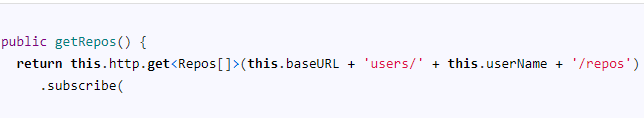 public getRepos() {
return this.http.get<Repos[]>(this.baseURL + 'users/' + this.userName + '/repos')
.subscribe(